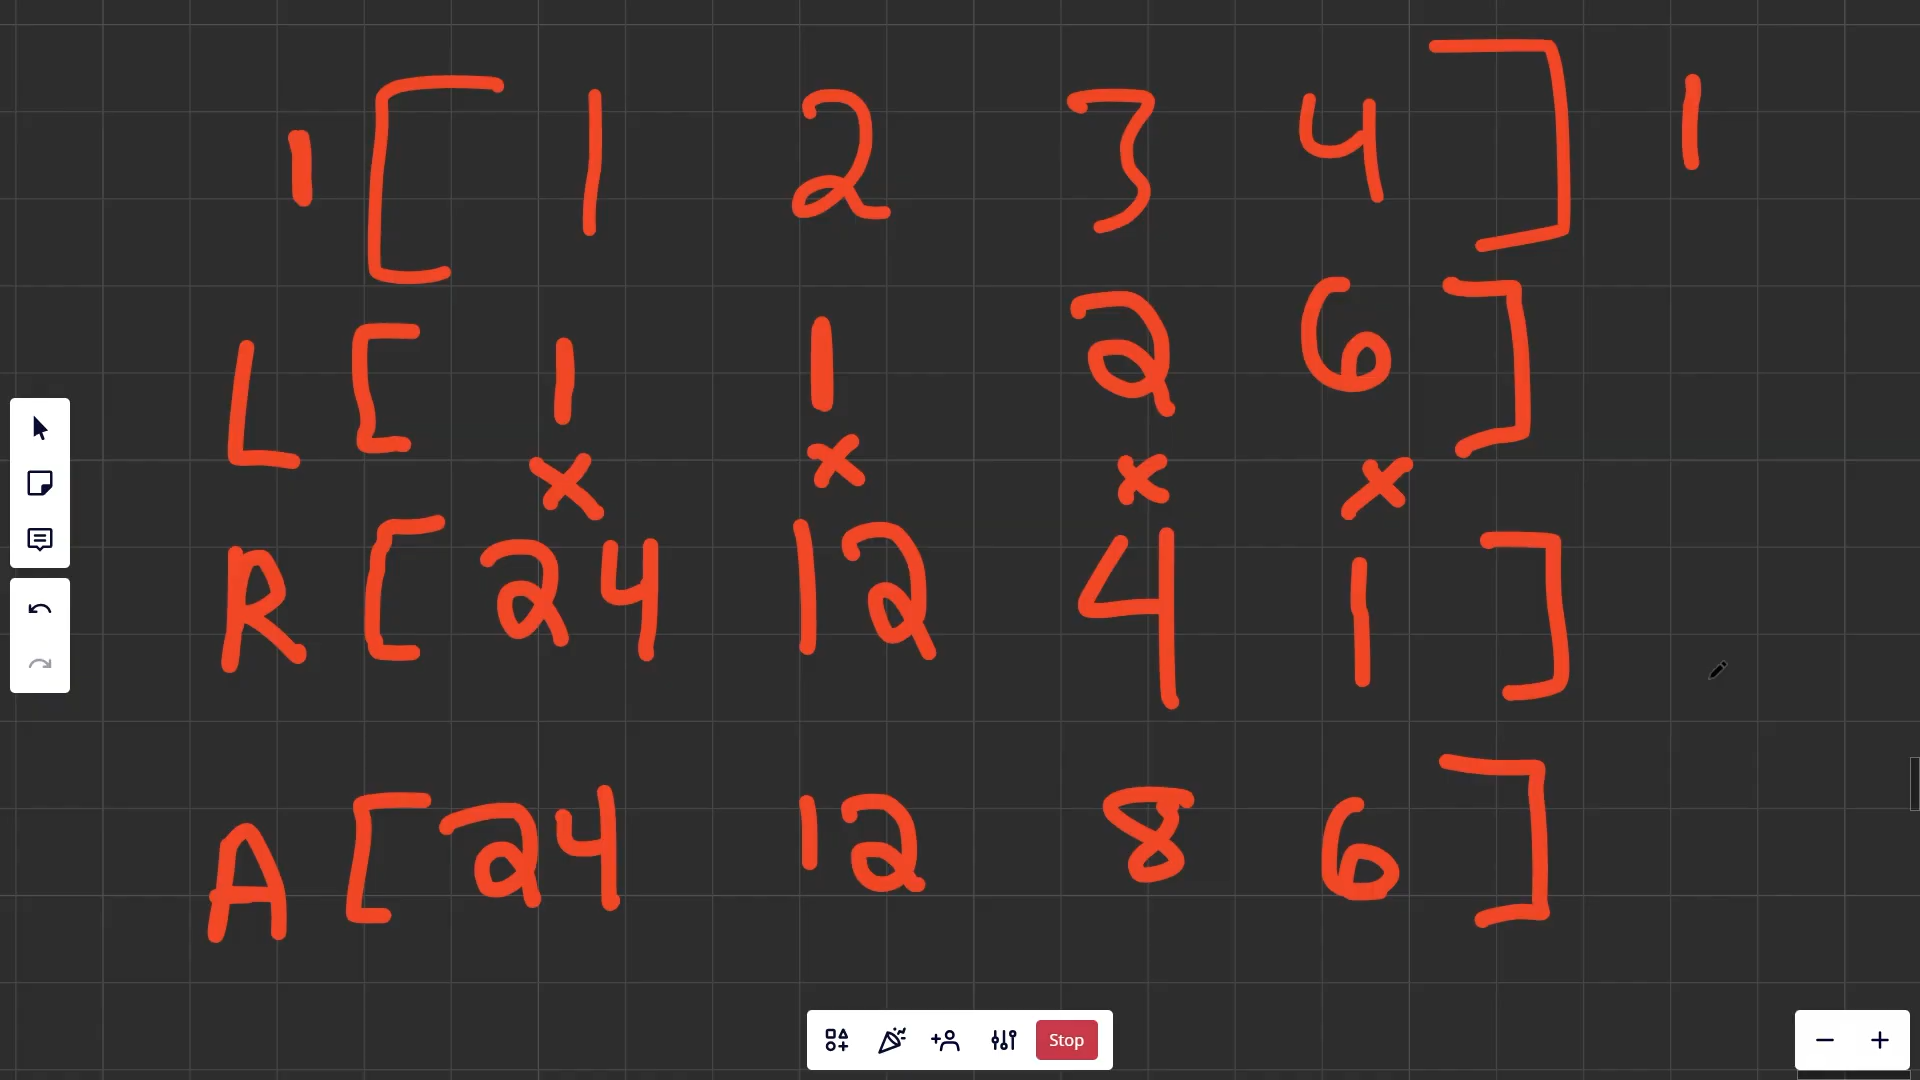 1 [ 1 2 3 4 ] 1
L [ 1 1 2 6 ]
x x x x
R [ 24 12 4 1 ]
A [ 24 12 8 6 ]
Stop